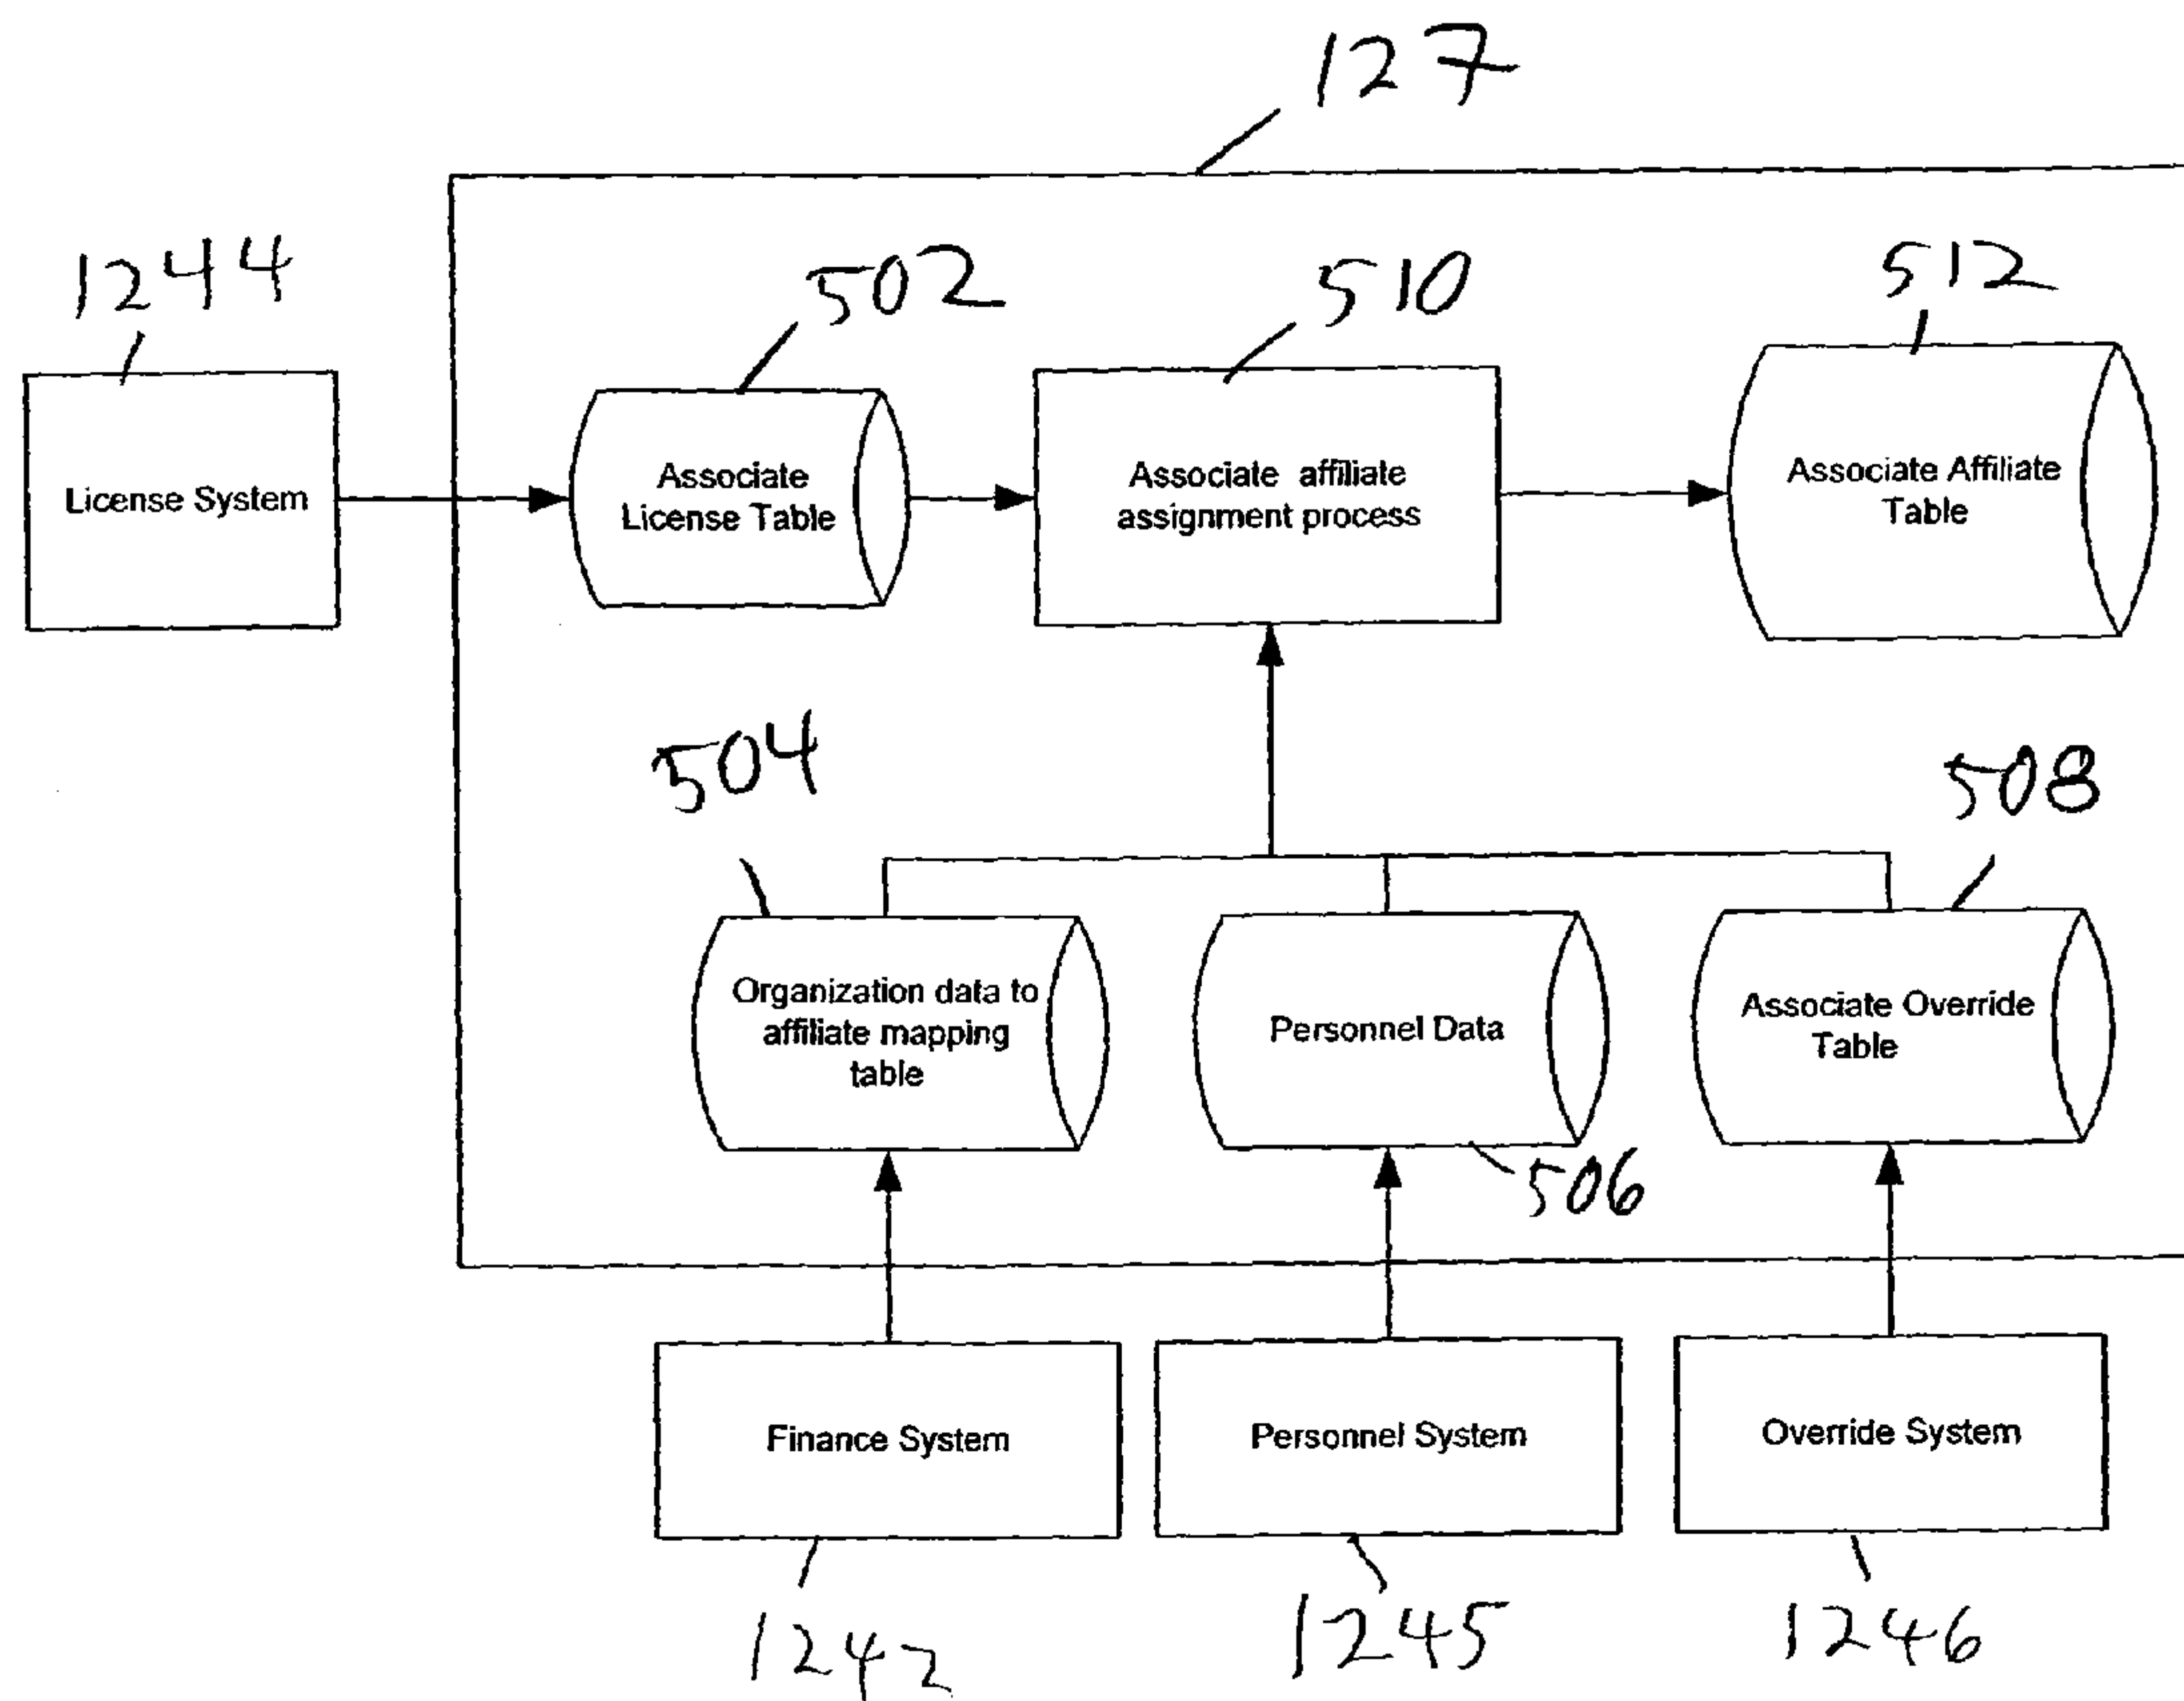 127
1244
502
510
512
License System
Associate
License Table
Associate affiliate
assignment process
Associate Affiliate
Table
504
508
Organization data to
affiliate mapping
table
Personnel Data
Associate Override
Table
506
Finance System
Personnel System
Override System
1242
1245
1246